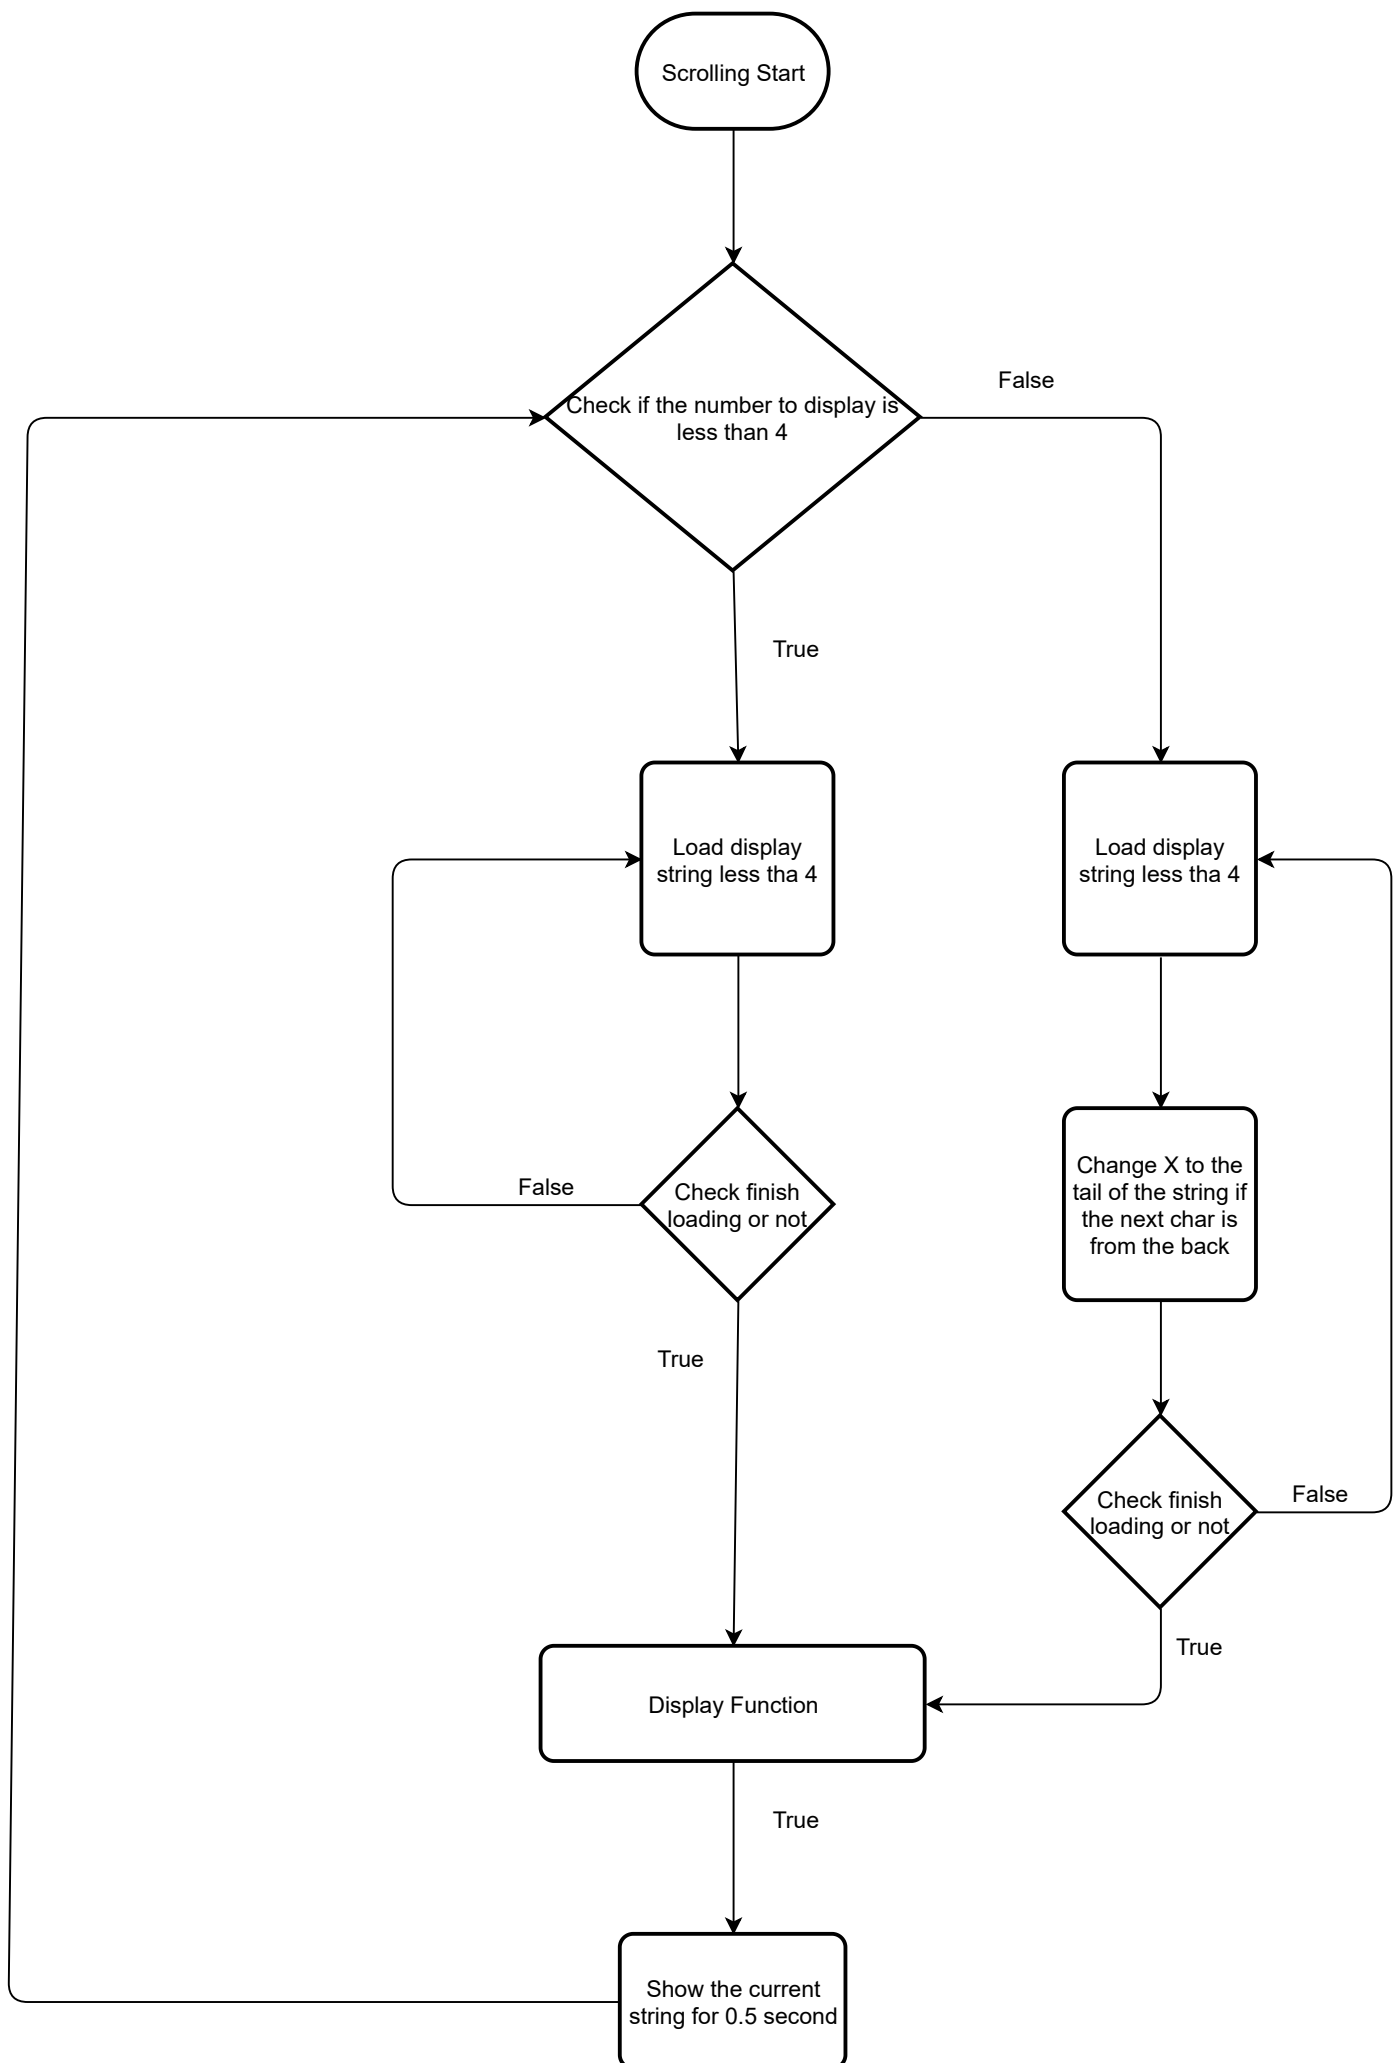 Scrolling Start
False
Check if the number to display is
less than 4
True
Load display
string less tha 4
Load display
string less tha 4
Change X to the
tail of the string if
the next char is
from the back
False
Check finish
loading or not
True
Check finish
loading or not
False
True
Display Function
True
Show the current
string for 0.5 second